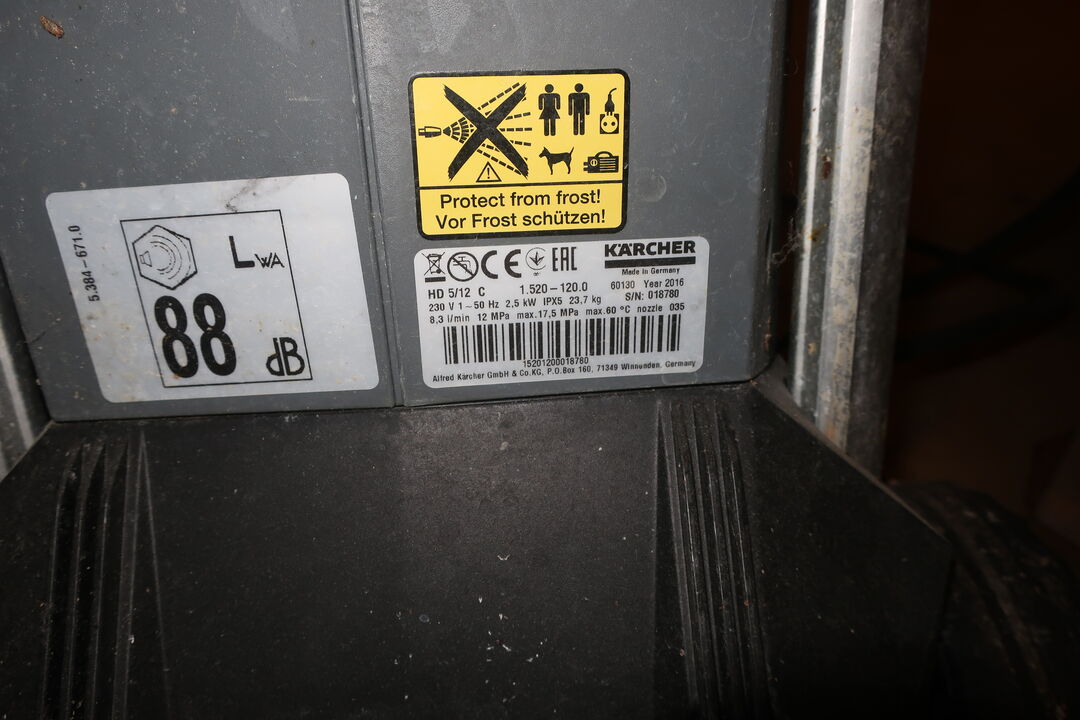 5.384-671.0
LWA
88 dB
Protect from frost!
Vor Frost schützen!
CE EAC KÄRCHER
Made in Germany
HD 5/12 C 1.520-120.0 60130 Year 2016
230 V 1~50 Hz 2,5 kW IPX5 23,7 kg S/N: 018780
8,3 l/min 12 MPa max.17,5 MPa max.60 °C nozzle 035
15201200018780
Alfred Kärcher GmbH & Co.KG, P.O.Box 160, 71349 Winnenden, Germany